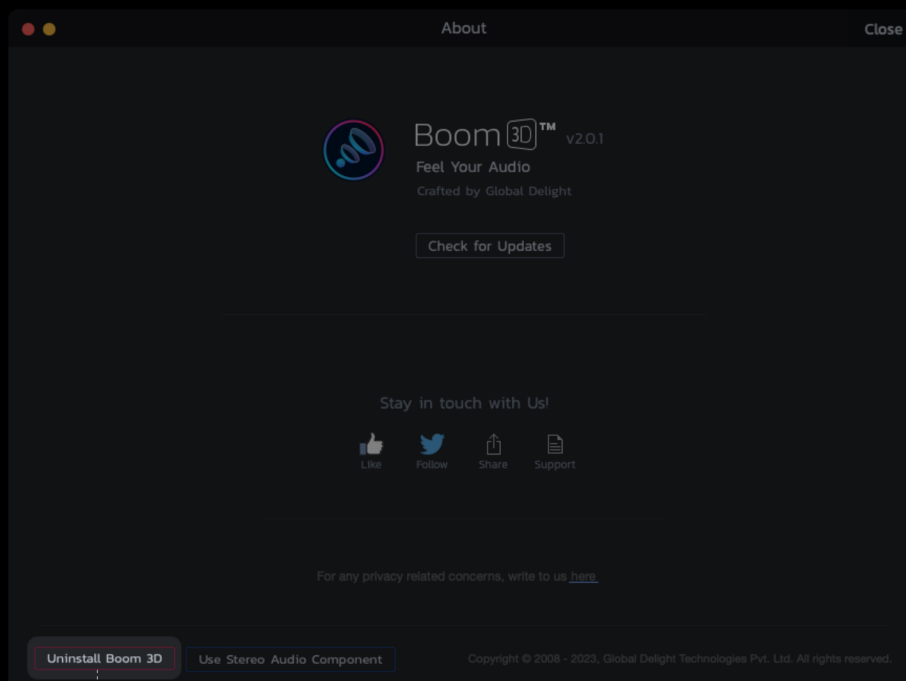 About
Close
Boom 3D™ v2.0.1
Feel Your Audio
Crafted by Global Delight
Check for Updates
Stay in touch with Us!
Like Follow Share Support
For any privacy related concerns, write to us here
Uninstall Boom 3D
Use Stereo Audio Component
Copyright © 2008 - 2023, Global Delight Technologies Pvt. Ltd. All rights reserved.